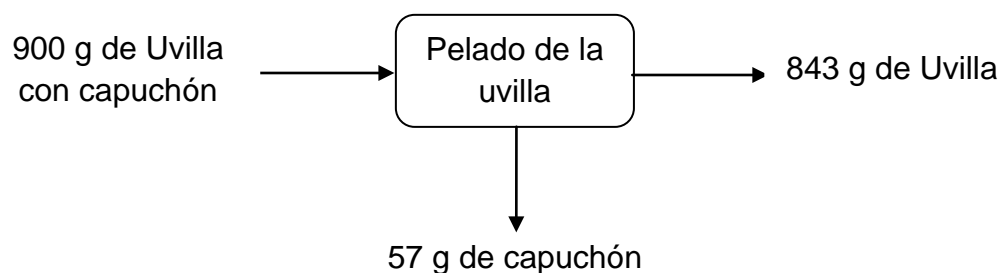 900 g de Uvilla
con capuchón
Pelado de la
uvilla
843 g de Uvilla
57 g de capuchón